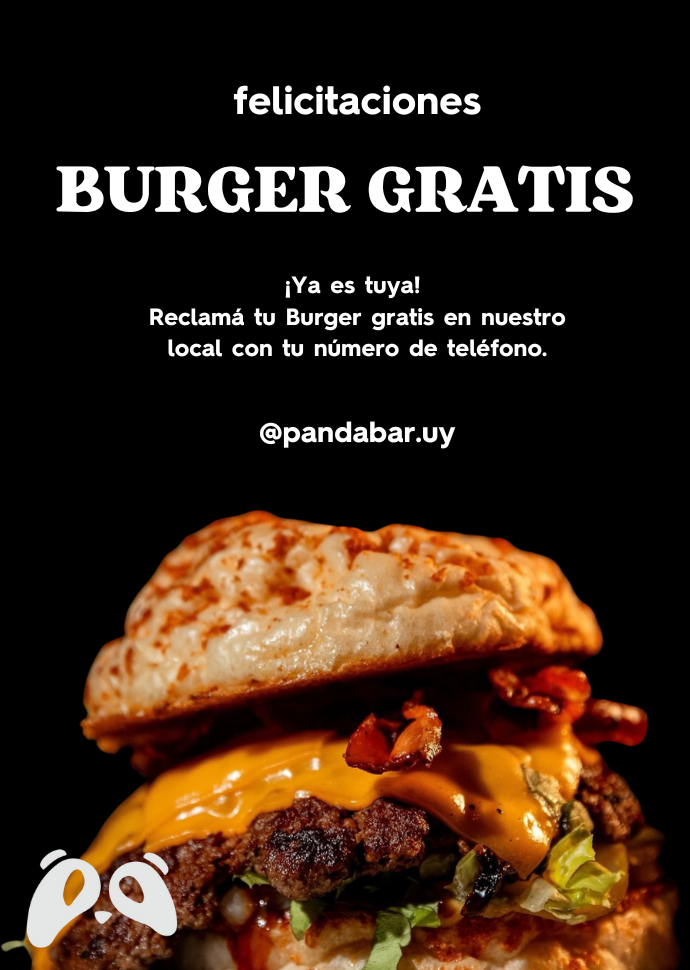 felicitaciones
BURGER GRATIS
¡Ya es tuya!
Reclamá tu Burger gratis en nuestro
local con tu número de teléfono.
@pandabar.uy